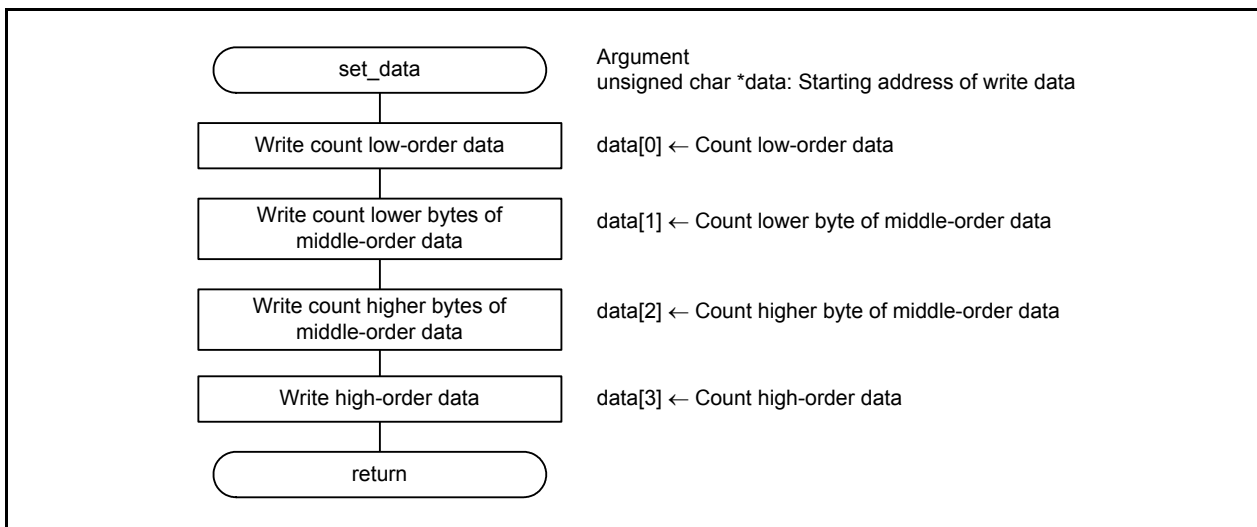 set_data
Argument
unsigned char *data: Starting address of write data
Write count low-order data
data[0] ← Count low-order data
Write count lower bytes of
middle-order data
data[1] ← Count lower byte of middle-order data
Write count higher bytes of
middle-order data
data[2] ← Count higher byte of middle-order data
Write high-order data
data[3] ← Count high-order data
return